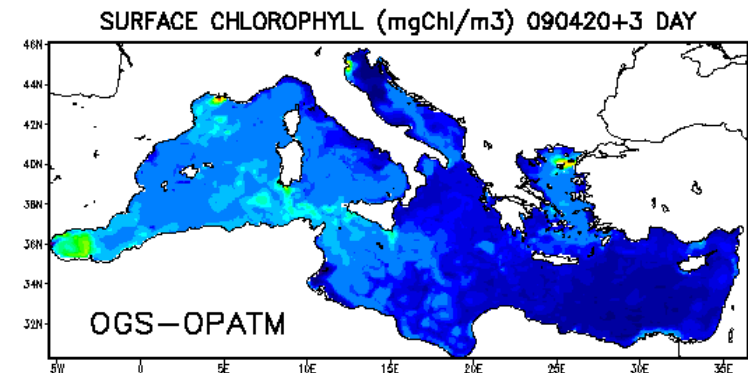 SURFACE CHLOROPHYLL (mgChl/m3) 090420+3 DAY
46N
44N
42N
40N
38N
36N
34N
32N
OGS-OPATM
5W 0 5E 10E 15E 20E 25E 30E 35E